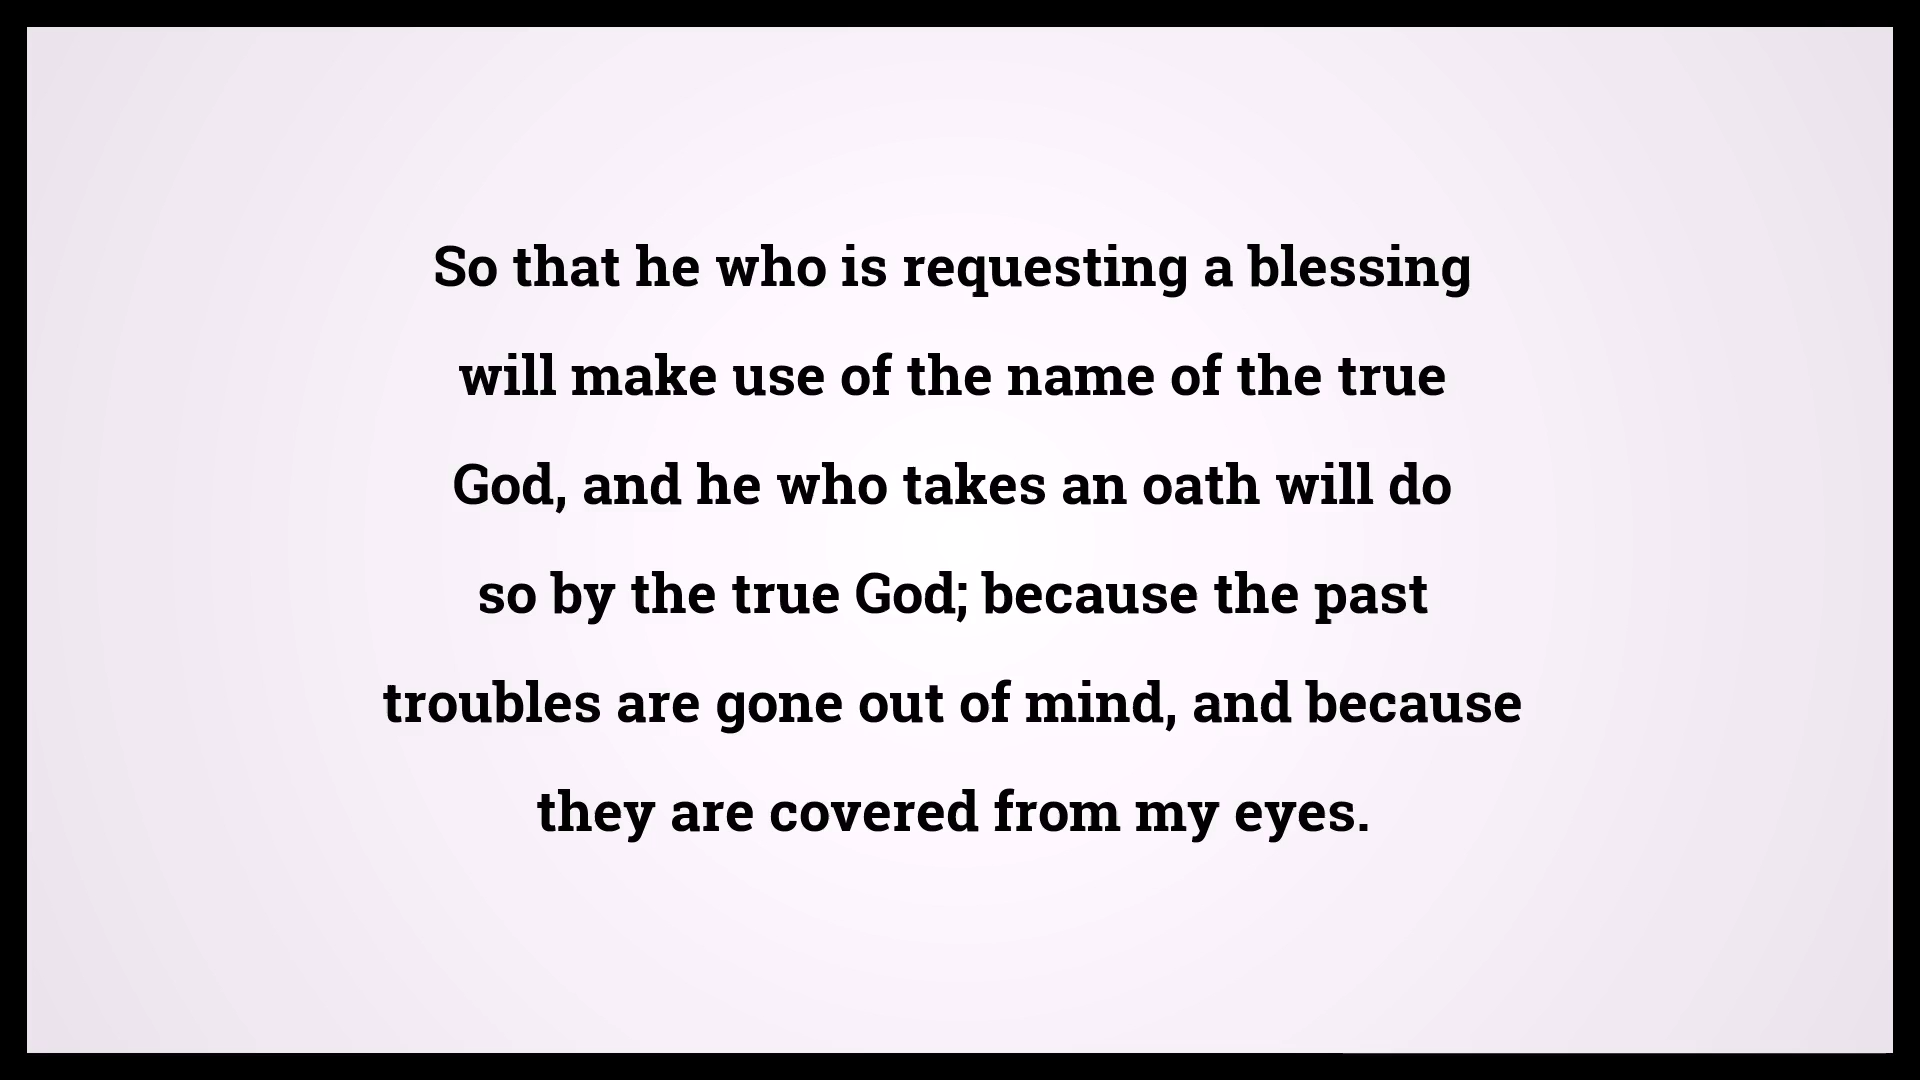 So that he who is requesting a blessing
will make use of the name of the true
God, and he who takes an oath will do
so by the true God; because the past
troubles are gone out of mind, and because
they are covered from my eyes.